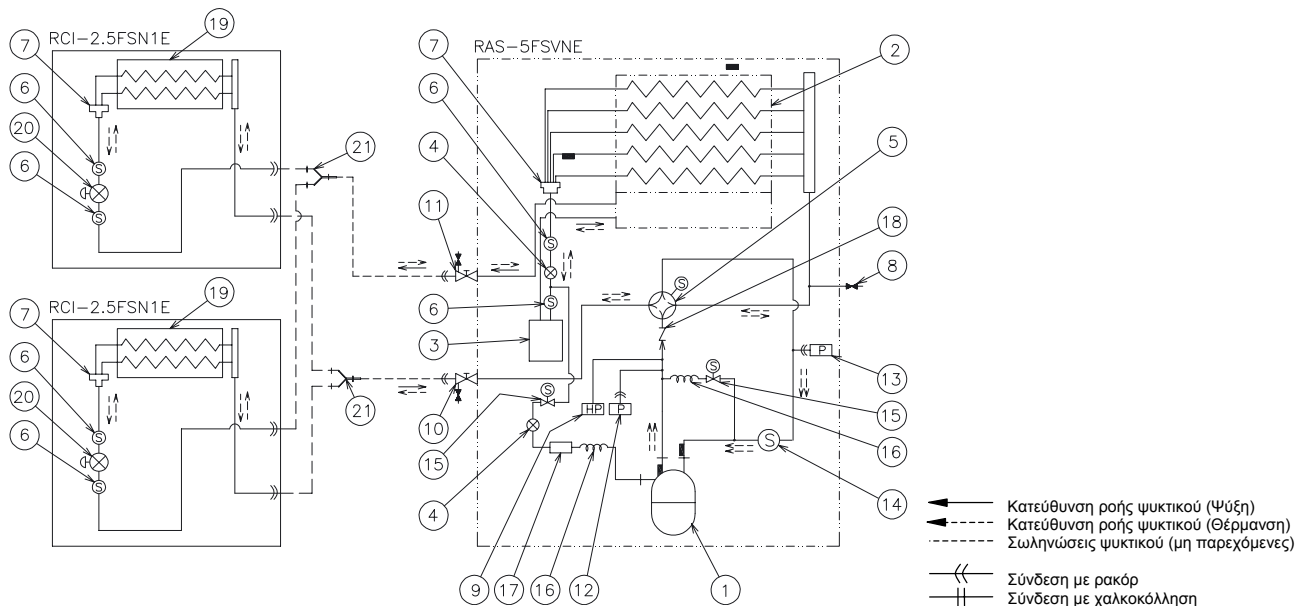 RCI-2.5FSN1E
19
7
6
20
6
21
RAS-5FSVNE
7
6
4
11
6
3
2
5
18
8
RCI-2.5FSN1E
19
7
6
20
6
21
10
15
4
9
17
16
12
1
13
15
16
14
S
S
S
S
S
S
S
S
S
S
HP
P
P
Κατεύθυνση ροής ψυκτικού (Ψύξη)
Κατεύθυνση ροής ψυκτικού (Θέρμανση)
Σωληνώσεις ψυκτικού (μη παρεχόμενες)
Σύνδεση με ρακόρ
Σύνδεση με χαλκοκόλληση